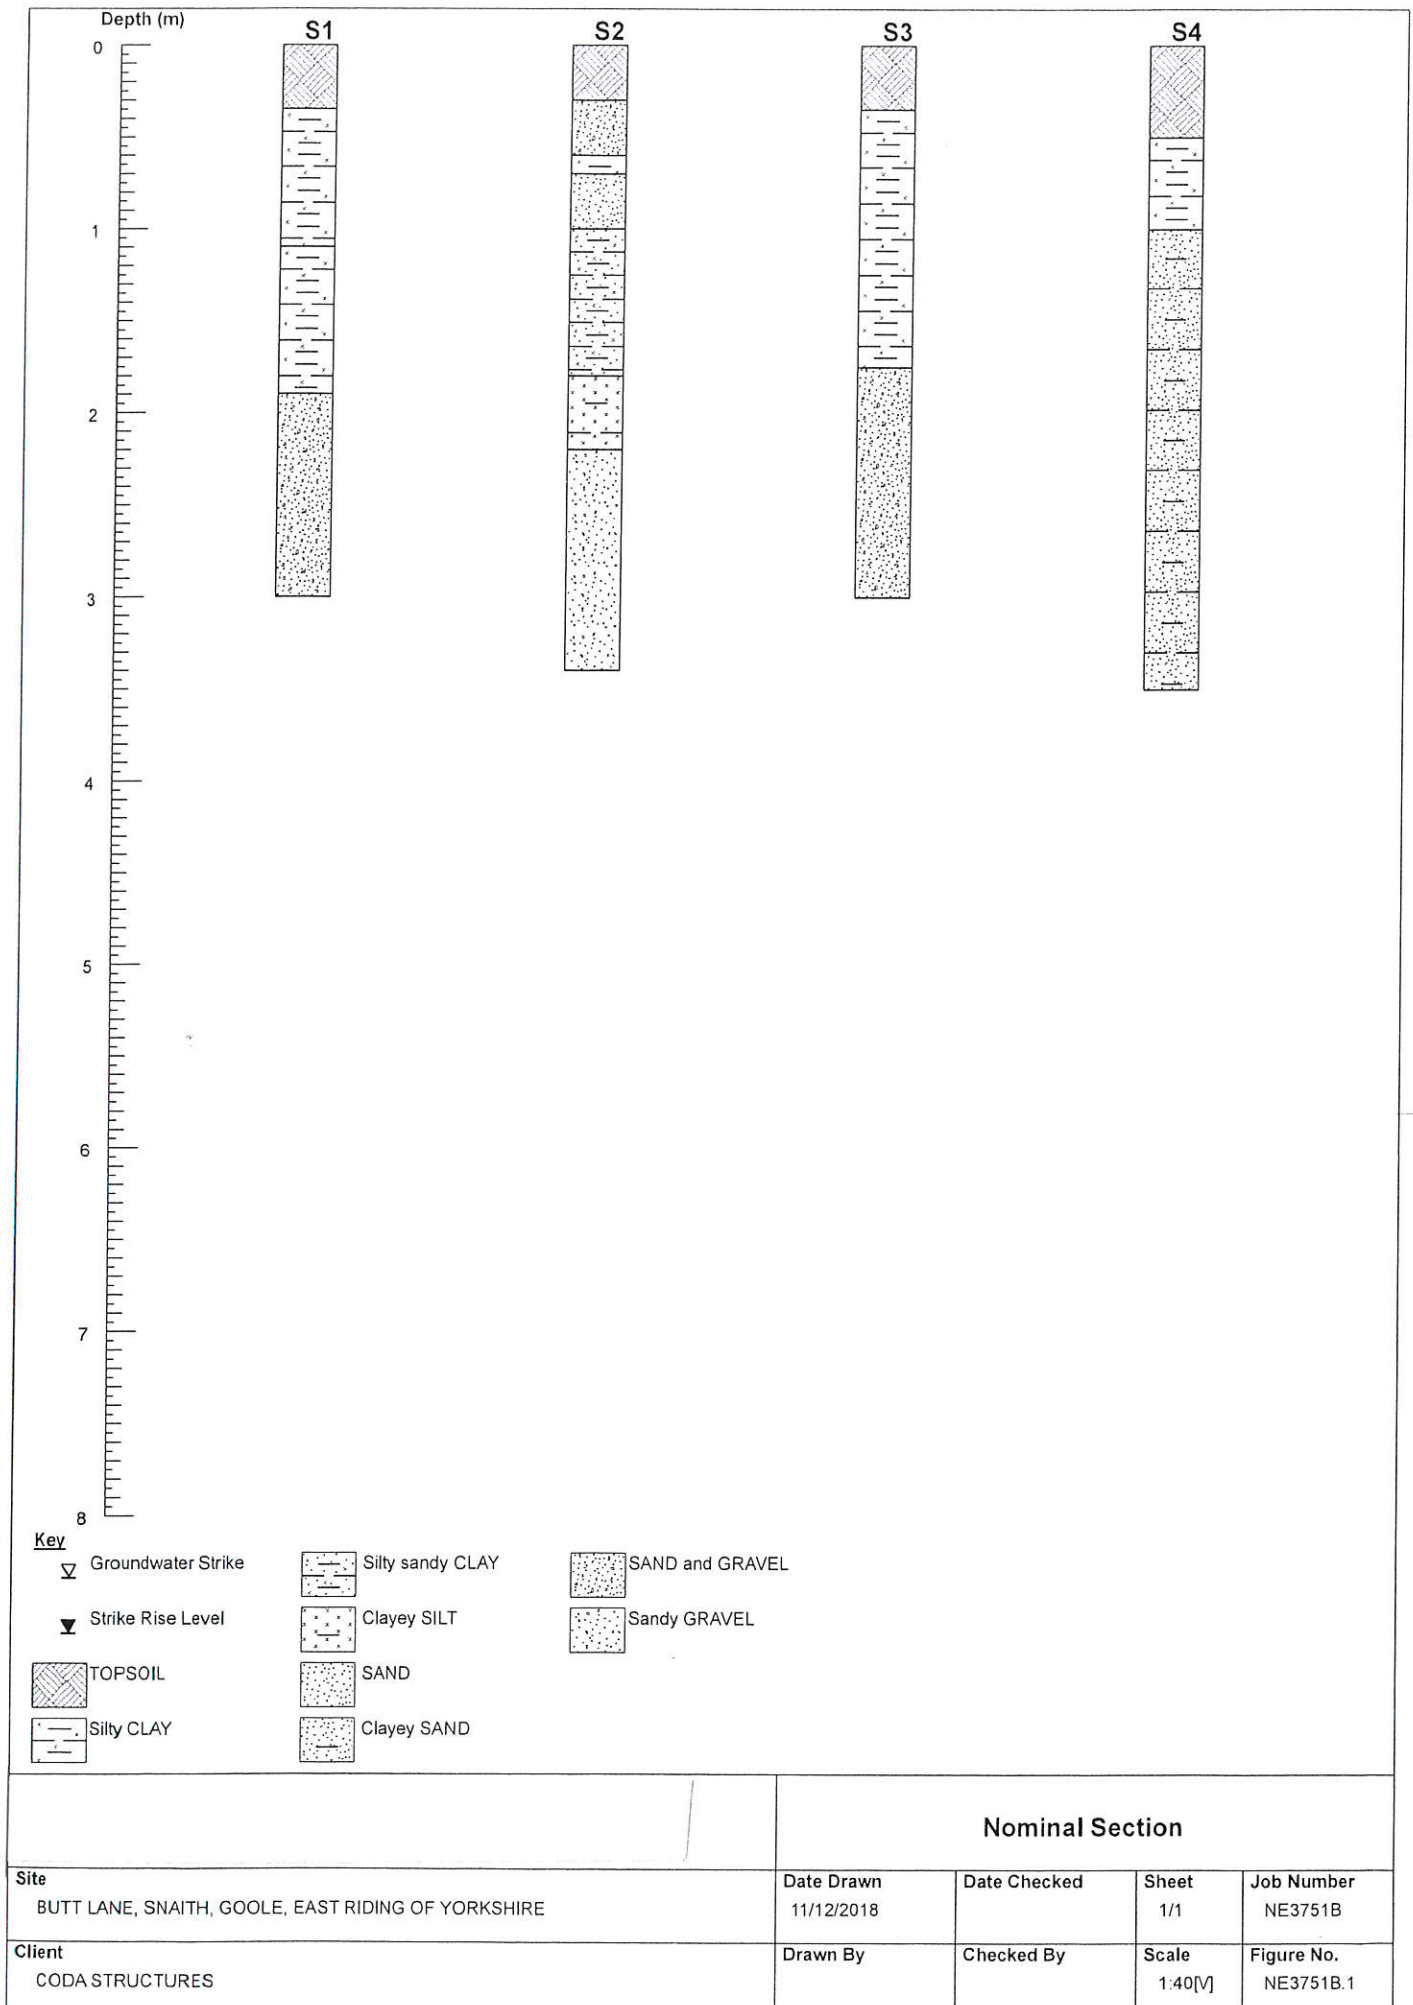 Depth (m)
S1
S2
S3
S4
0
1
2
3
4
5
6
7
8
Key
Groundwater Strike
Strike Rise Level
TOPSOIL
Silty CLAY
Silty sandy CLAY
Clayey SILT
SAND
Clayey SAND
SAND and GRAVEL
Sandy GRAVEL
Nominal Section
Site
BUTT LANE, SNAITH, GOOLE, EAST RIDING OF YORKSHIRE
Date Drawn
11/12/2018
Date Checked
Sheet
1/1
Job Number
NE3751B
Client
CODA STRUCTURES
Drawn By
Checked By
Scale
1:40[V]
Figure No.
NE3751B.1